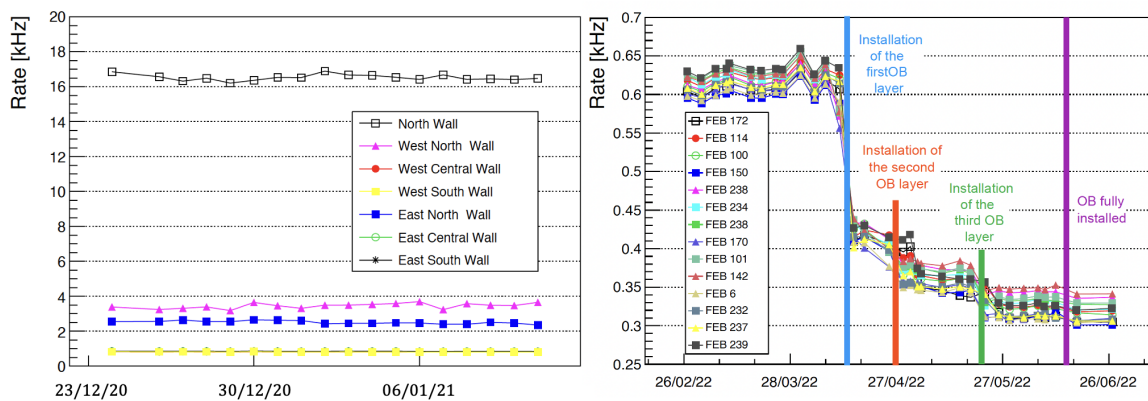 Rate [kHz]
20
18
16
14
12
10
8
6
4
2
0
23/12/20
30/12/20
06/01/21
North Wall
West North Wall
West Central Wall
West South Wall
East North Wall
East Central Wall
East South Wall
Rate [kHz]
0.7
0.65
0.6
0.55
0.5
0.45
0.4
0.35
0.3
0.25
26/02/22
28/03/22
27/04/22
27/05/22
26/06/22
FEB 172
FEB 114
FEB 100
FEB 150
FEB 238
FEB 234
FEB 238
FEB 170
FEB 101
FEB 142
FEB 6
FEB 232
FEB 237
FEB 239
Installation
of the
firstOB
layer
Installation of
the second
OB layer
Installation
of the
third OB
layer
OB fully
installed